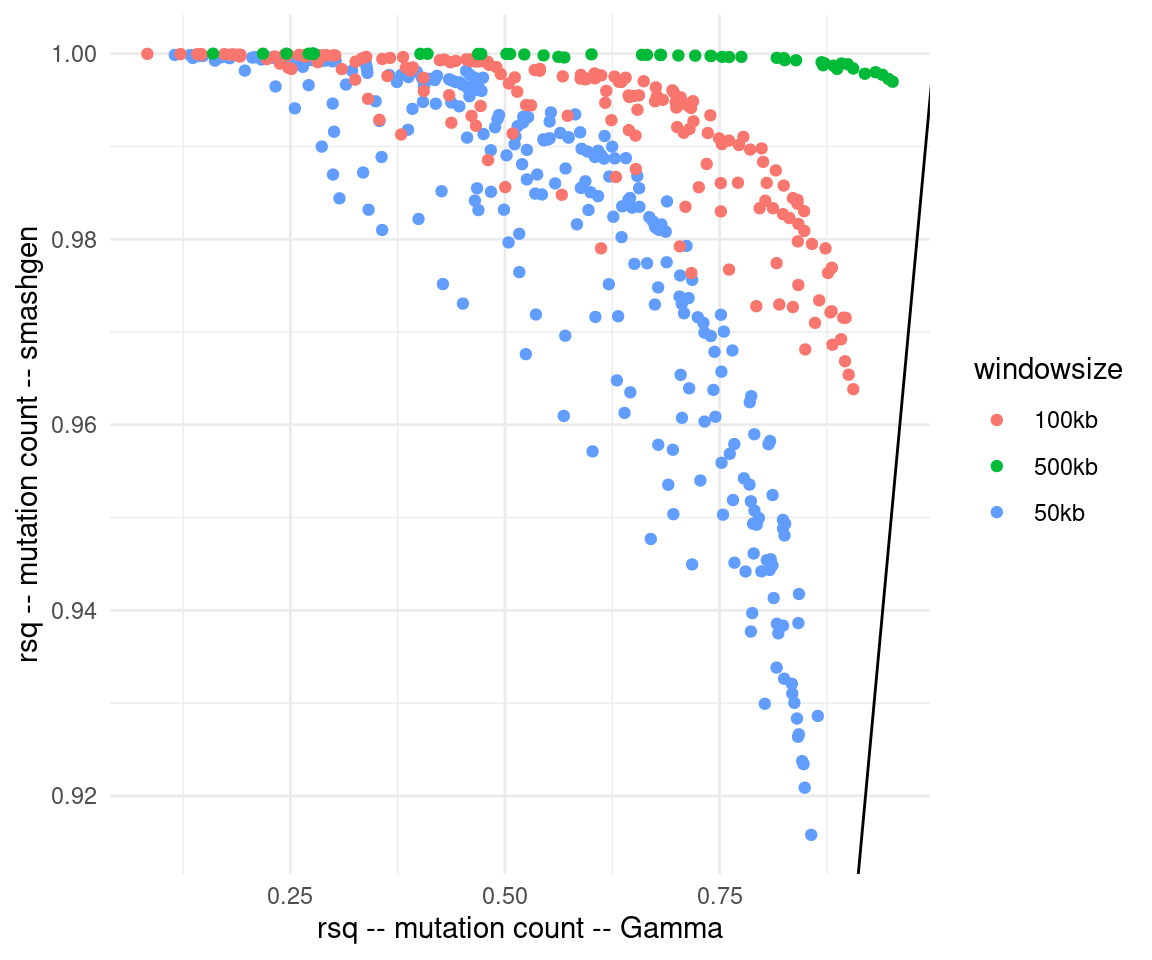 rsq -- mutation count -- smashgen
1.00
0.98
0.96
0.94
0.92
0.25 0.50 0.75
rsq -- mutation count -- Gamma
windowsize
100kb
500kb
50kb